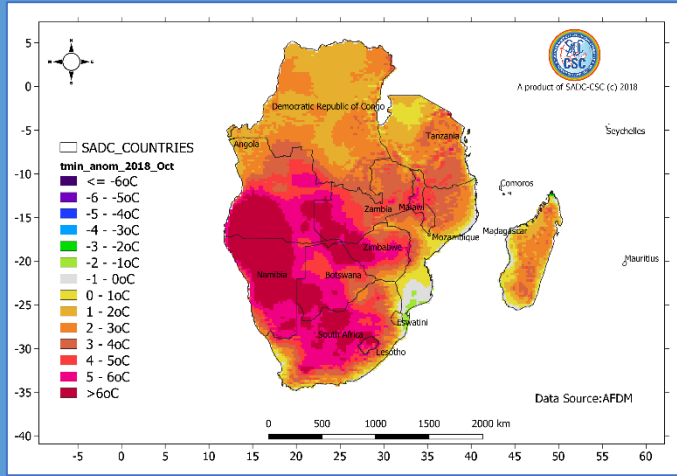 SADC
CSC
A product of SADC-CSC (c) 2018
Democratic Republic of Congo
Tanzania
Seychelles
Angola
Comoros
Zambia
Malawi
Mozambique
Madagascar
Mauritius
Zimbabwe
Namibia
Botswana
Eswatini
South Africa
Lesotho
SADC_COUNTRIES
tmin_anom_2018_Oct
<= -6oC
-6 - -5oC
-5 - -4oC
-4 - -3oC
-3 - -2oC
-2 - -1oC
-1 - 0oC
0 - 1oC
1 - 2oC
2 - 3oC
3 - 4oC
4 - 5oC
5 - 6oC
>6oC
Data Source:AFDM
0 500 1000 1500 2000 km
5
0
-5
-10
-15
-20
-25
-30
-35
-40
-5 0 5 10 15 20 25 30 35 40 45 50 55 60